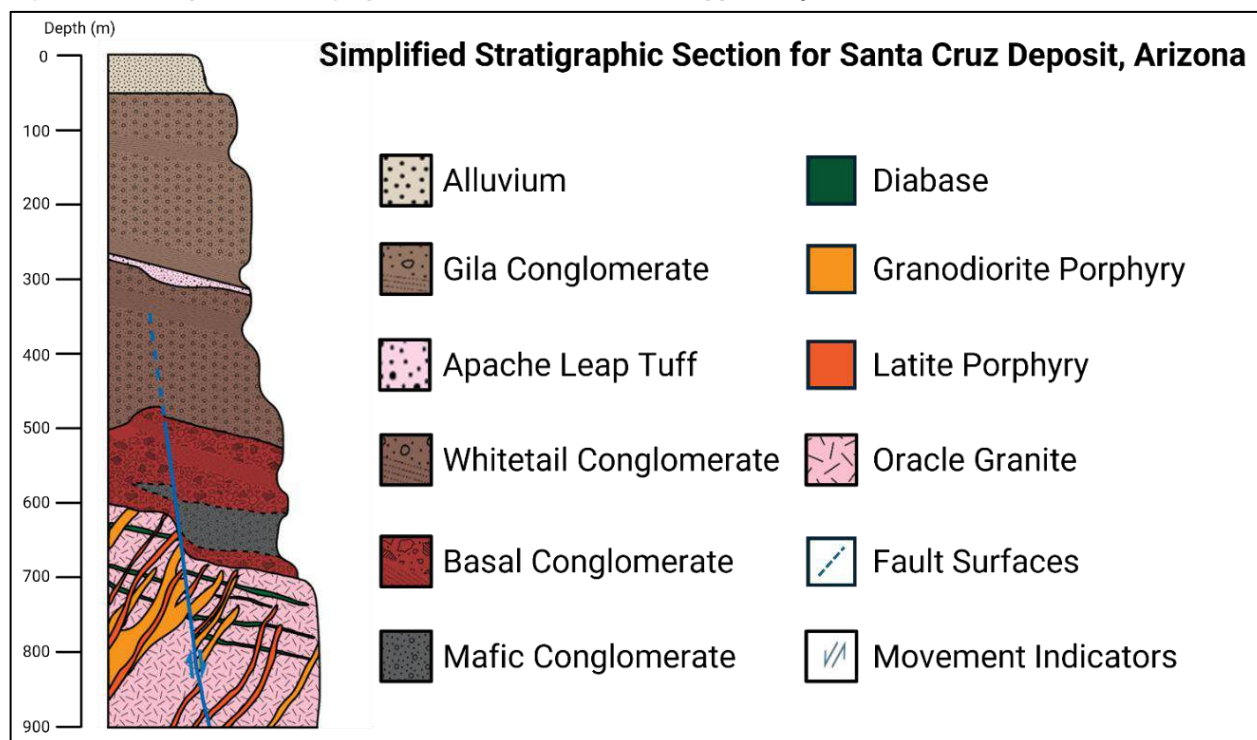 Depth (m)
Simplified Stratigraphic Section for Santa Cruz Deposit, Arizona
0
100
200
300
400
500
600
700
800
900
Alluvium
Gila Conglomerate
Apache Leap Tuff
Whitetail Conglomerate
Basal Conglomerate
Mafic Conglomerate
Diabase
Granodiorite Porphyry
Latite Porphyry
Oracle Granite
Fault Surfaces
Movement Indicators